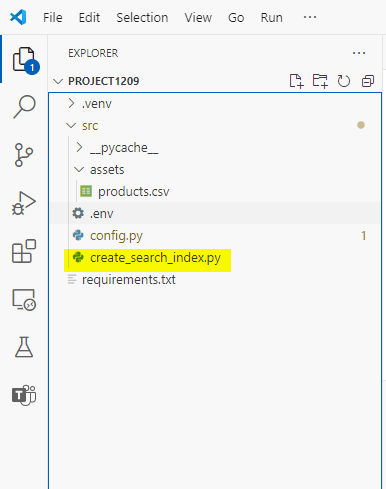 File Edit Selection View Go Run ...
EXPLORER ...
1
PROJECT1209
.venv
src
__pycache__
assets
products.csv
.env
config.py 1
create_search_index.py
requirements.txt
T